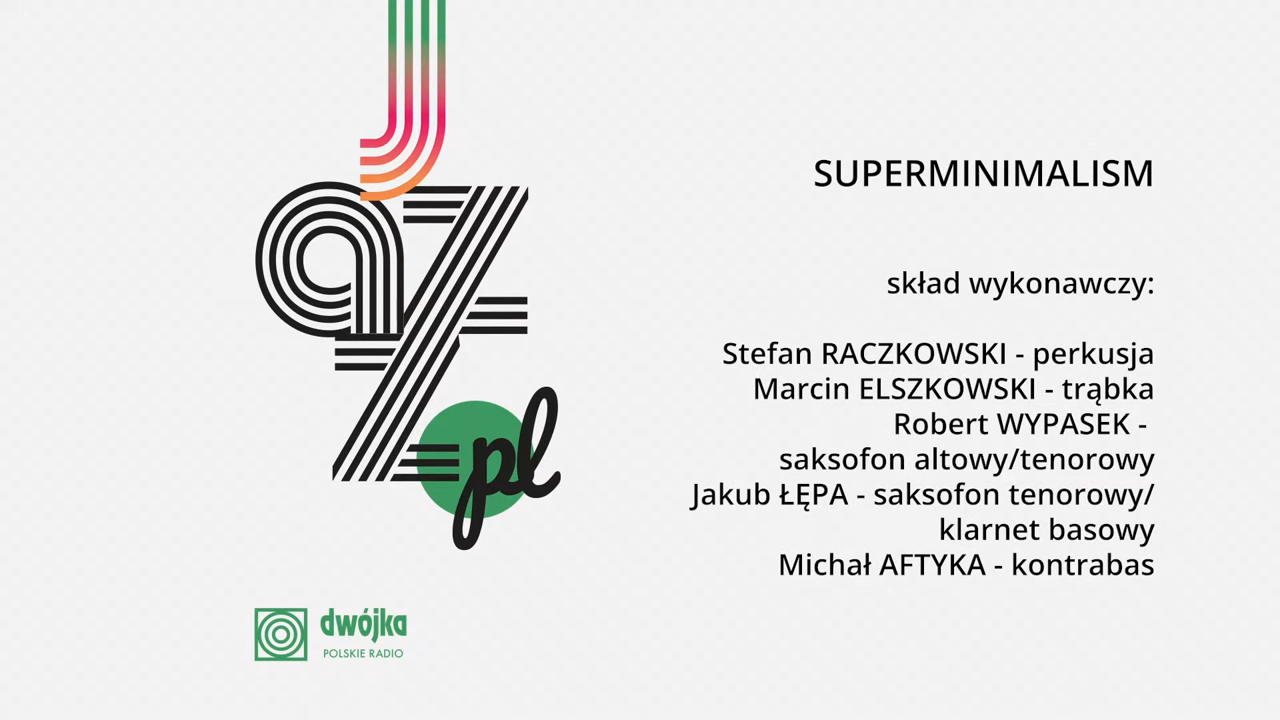 jazz
.pl
SUPERMINIMALISM
skład wykonawczy:
Stefan RACZKOWSKI - perkusja
Marcin ELSZKOWSKI - trąbka
Robert WYPASEK -
saksofon altowy/tenorowy
Jakub ŁĘPA - saksofon tenorowy/
klarnet basowy
Michał AFTYKA - kontrabas
dwójka
POLSKIE RADIO